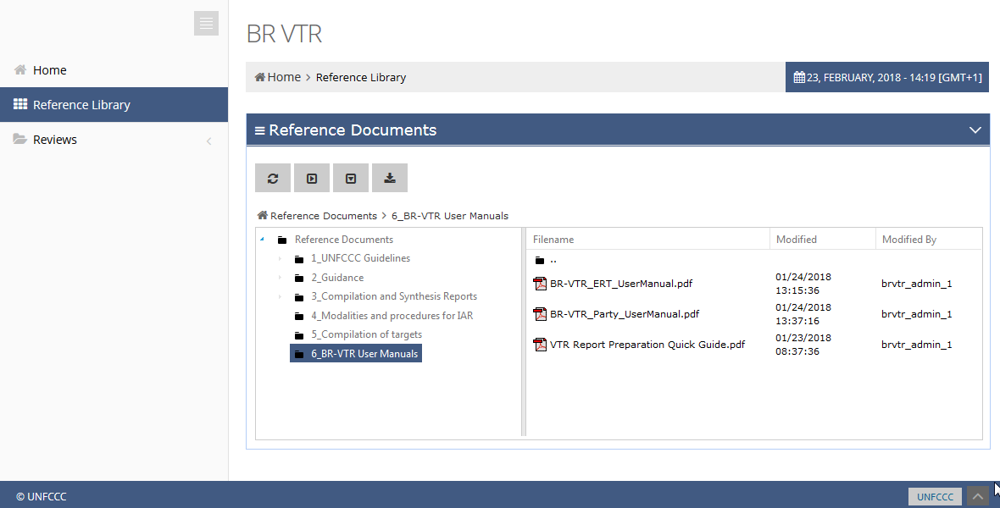 BR VTR
Home
Home > Reference Library
23, FEBRUARY, 2018 - 14:19 [GMT+1]
Reference Library
Reviews
Reference Documents
Reference Documents > 6_BR-VTR User Manuals
Reference Documents
1_UNFCCC Guidelines
2_Guidance
3_Compilation and Synthesis Reports
4_Modalities and procedures for IAR
5_Compilation of targets
6_BR-VTR User Manuals
Filename Modified Modified By
..
BR-VTR_ERT_UserManual.pdf 01/24/2018 13:15:36 brvtr_admin_1
BR-VTR_Party_UserManual.pdf 01/24/2018 13:37:16 brvtr_admin_1
VTR Report Preparation Quick Guide.pdf 01/23/2018 08:37:36 brvtr_admin_1
© UNFCCC
UNFCCC